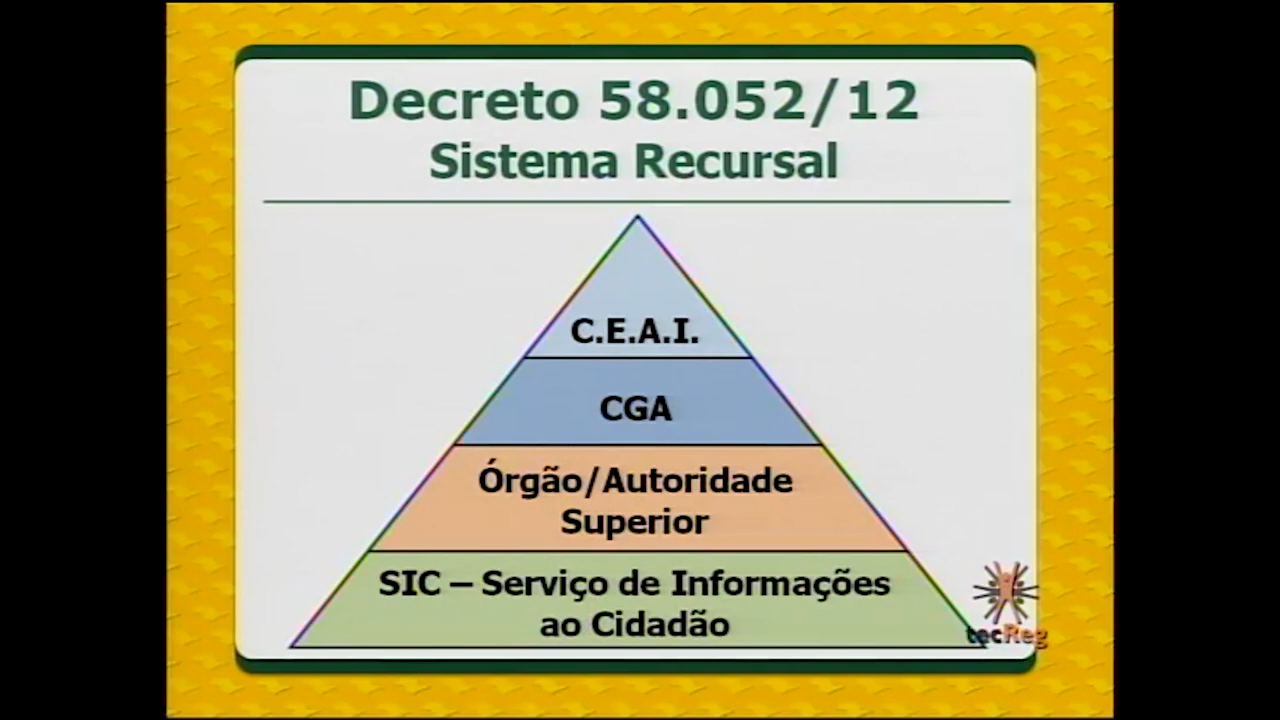 Decreto 58.052/12
Sistema Recursal
C.E.A.I.
CGA
Órgão/Autoridade
Superior
SIC – Serviço de Informações
ao Cidadão
tecReg